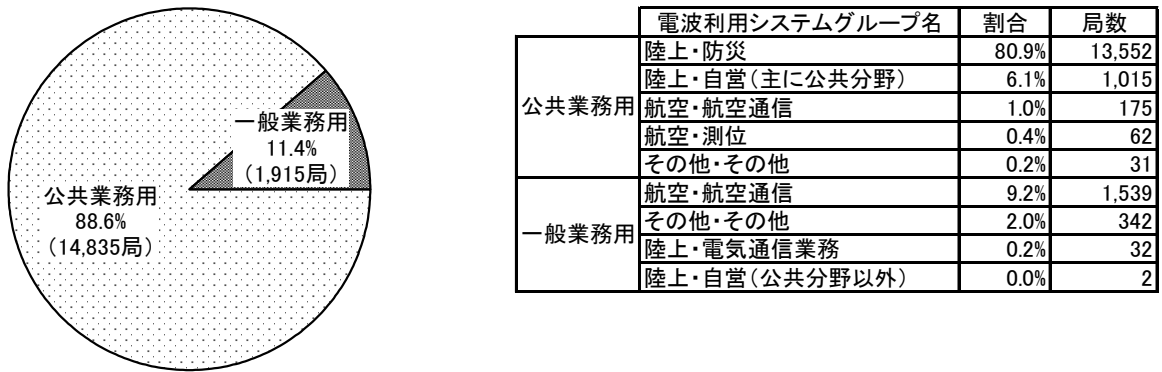 一般業務用
11.4%
（1,915局）
公共業務用
88.6%
（14,835局）
電波利用システムグループ名 割合 局数
公共業務用
陸上・防災 80.9% 13,552
陸上・自営（主に公共分野） 6.1% 1,015
航空・航空通信 1.0% 175
航空・測位 0.4% 62
その他・その他 0.2% 31
一般業務用
航空・航空通信 9.2% 1,539
その他・その他 2.0% 342
陸上・電気通信業務 0.2% 32
陸上・自営（公共分野以外） 0.0% 2